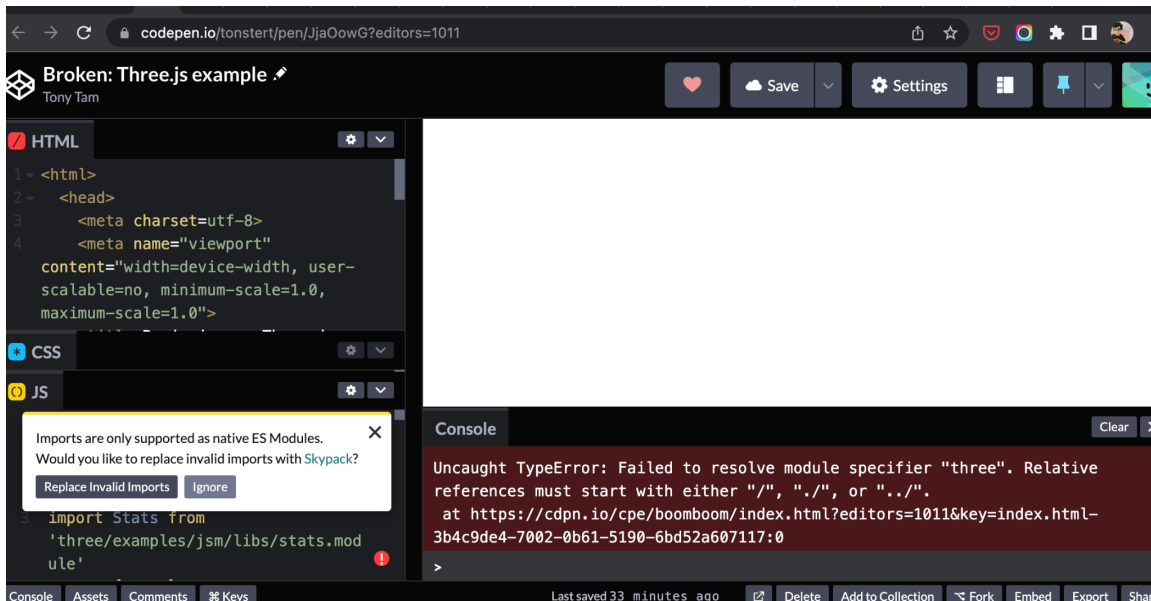 codepen.io/tonstert/pen/JjaOowG?editors=1011
Broken: Three.js example
Tony Tam
Save
Settings
HTML
1 <html>
2 <head>
3 <meta charset=utf-8>
4 <meta name="viewport"
content="width=device-width, user-
scalable=no, minimum-scale=1.0,
maximum-scale=1.0">
CSS
JS
Imports are only supported as native ES Modules.
Would you like to replace invalid imports with Skypack?
Replace Invalid Imports Ignore
3 import Stats from
'three/examples/jsm/libs/stats.mod
ule'
Console
Clear
Uncaught TypeError: Failed to resolve module specifier "three". Relative
references must start with either "/", "./", or "../".
at https://cdpn.io/cpe/boomboom/index.html?editors=1011&key=index.html-
3b4c9de4-7002-0b61-5190-6bd52a607117:0
>
Console Assets Comments ⌘ Keys Last saved 33 minutes ago Delete Add to Collection Fork Embed Export Shar